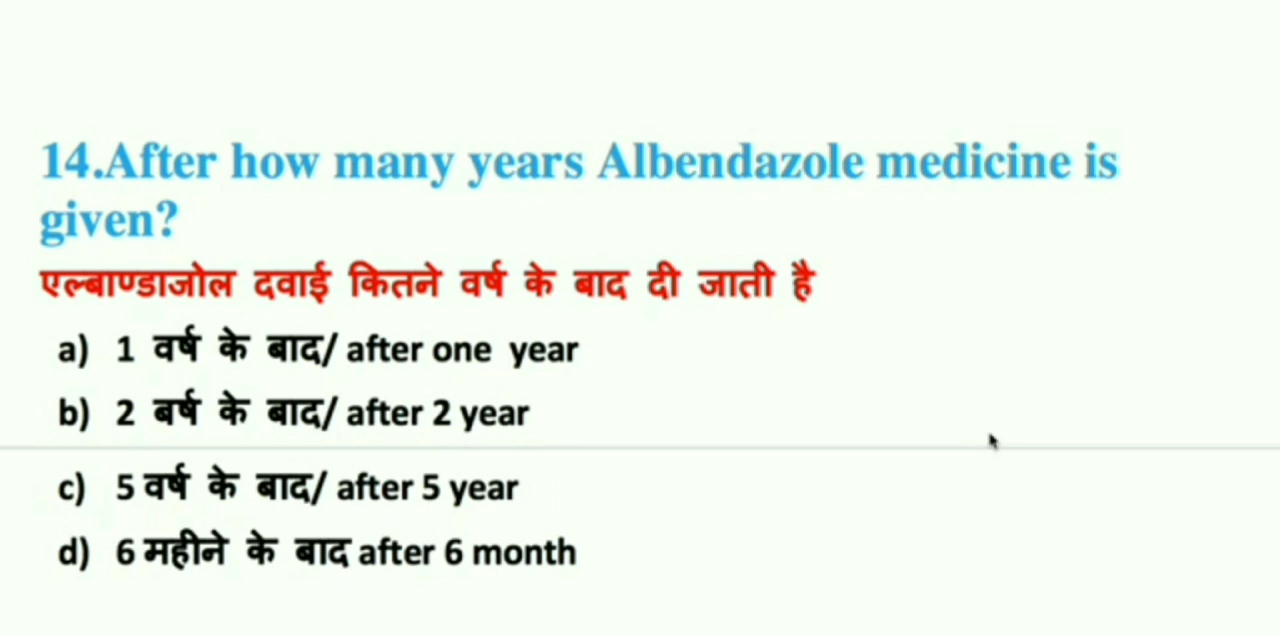 14.After how many years Albendazole medicine is
given?
एल्बाण्डाजोल दवाई कितने वर्ष के बाद दी जाती है
a) 1 वर्ष के बाद/ after one year
b) 2 बर्ष के बाद/ after 2 year
c) 5 वर्ष के बाद/ after 5 year
d) 6 महीने के बाद after 6 month